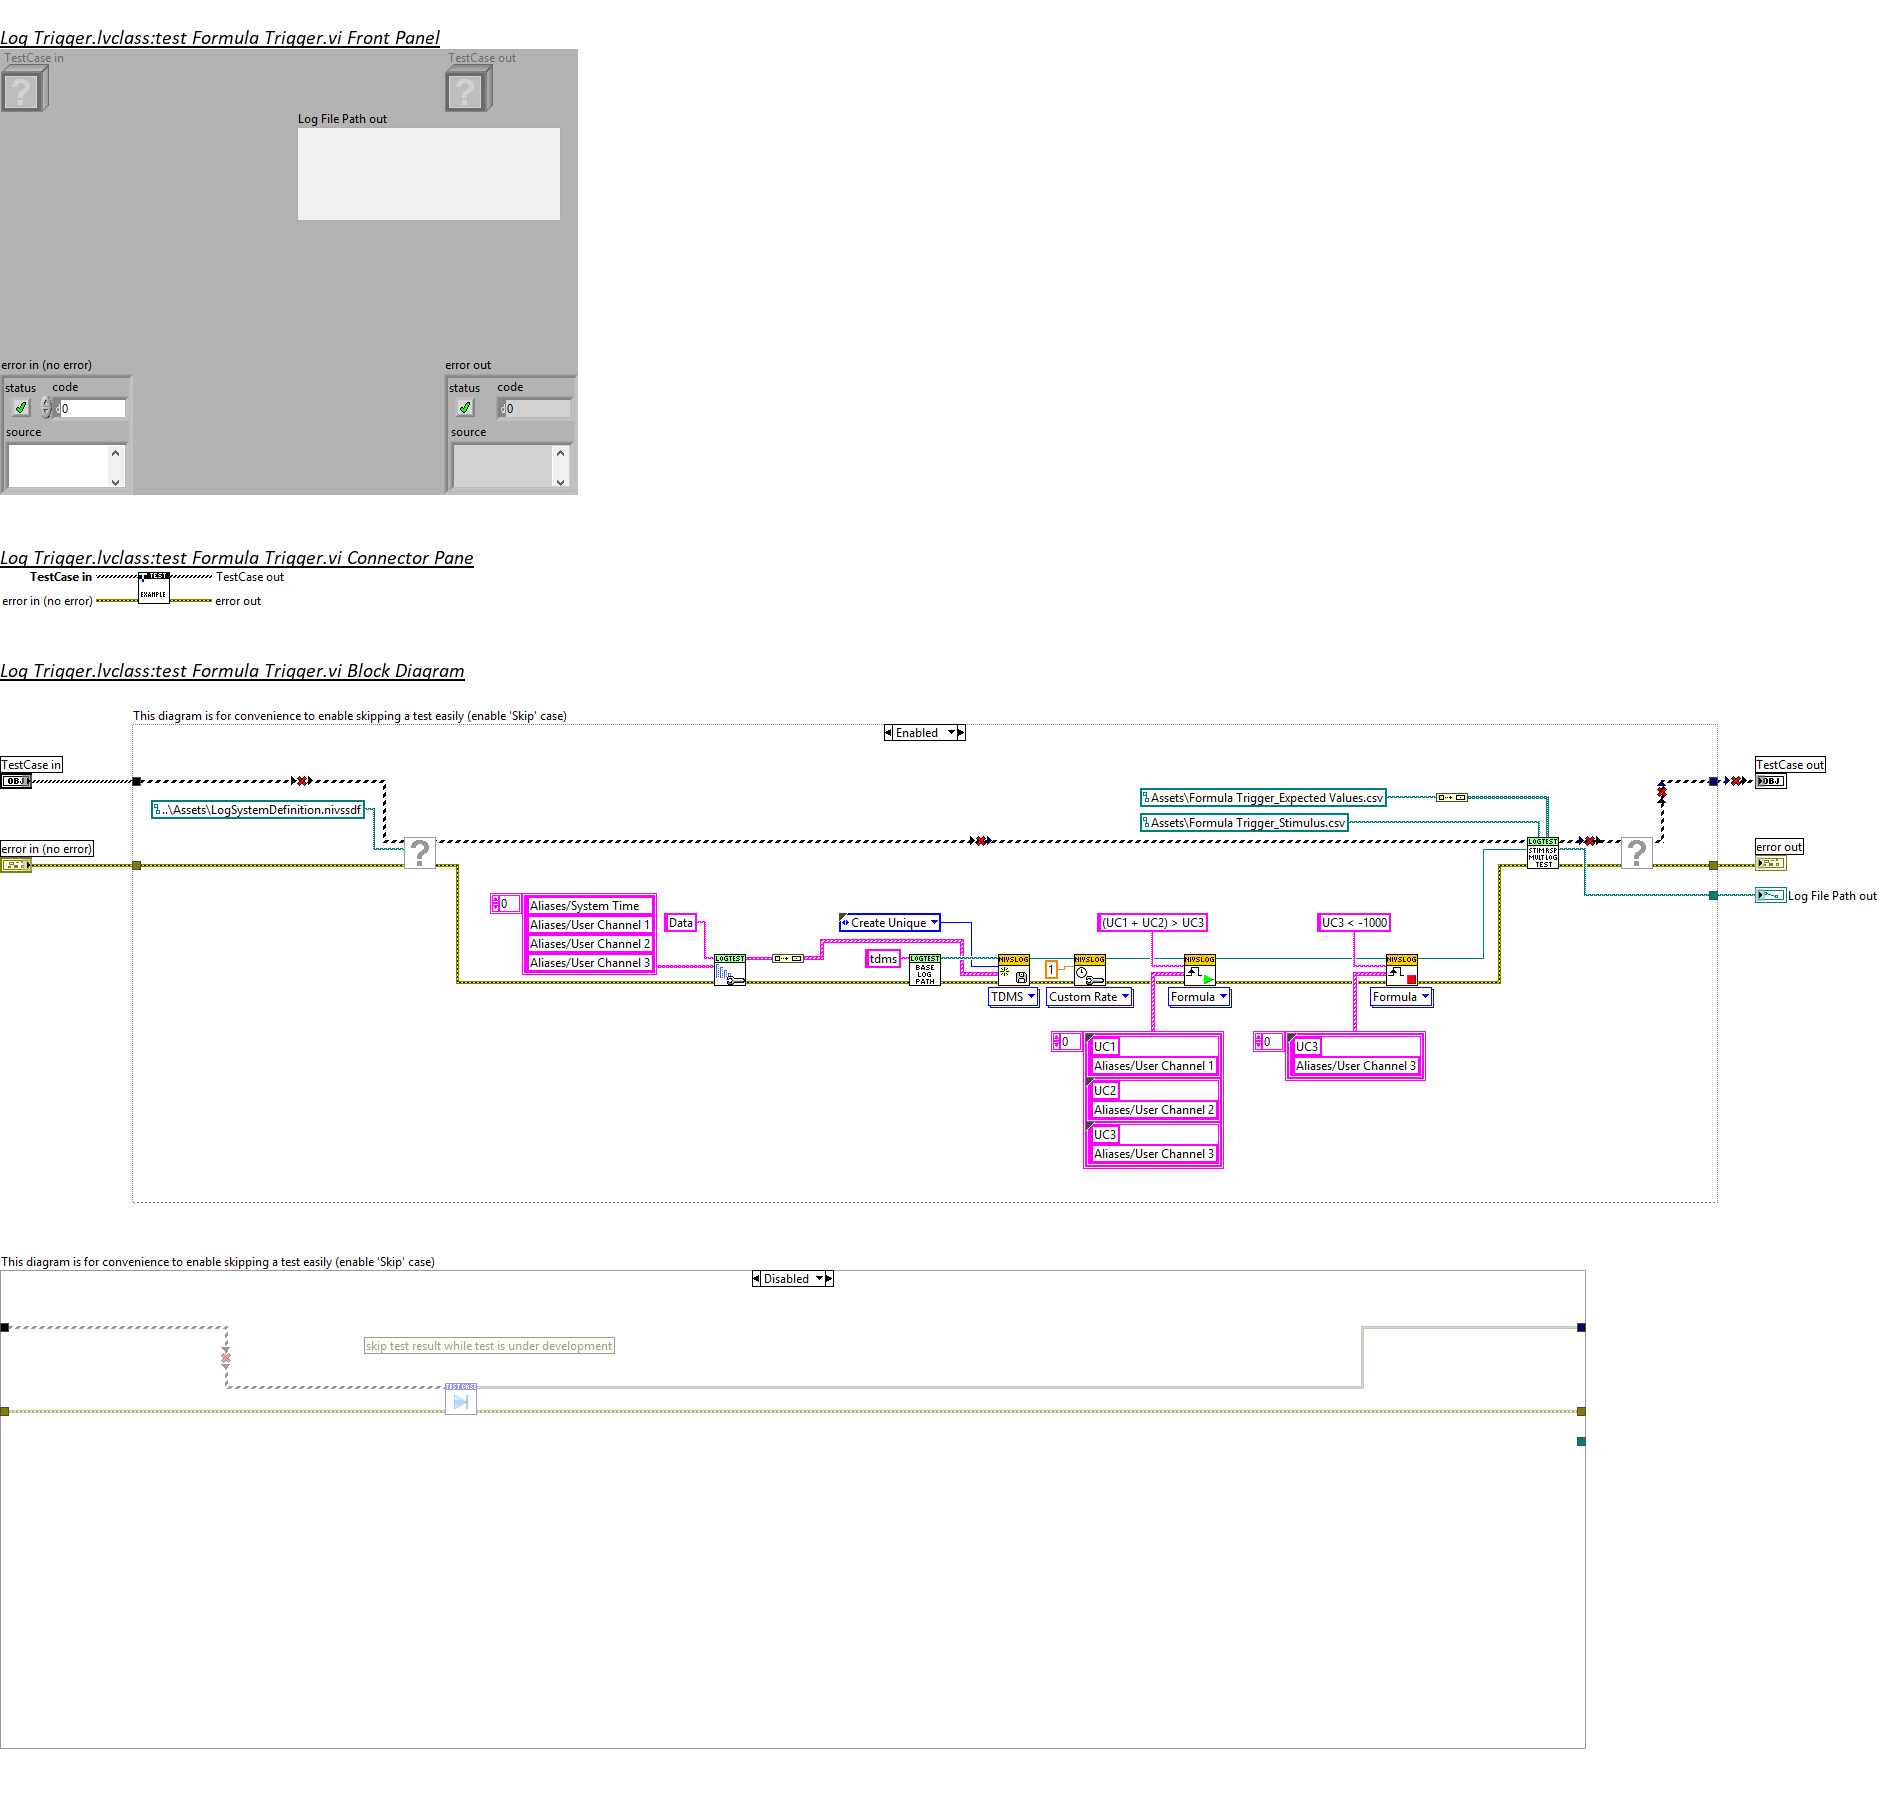 Log Trigger.lvclass:test Formula Trigger.vi Front Panel
TestCase in
TestCase out
?
?
Log File Path out
error in (no error)
error out
status
code
status
code
d
0
d
0
source
source
Log Trigger.lvclass:test Formula Trigger.vi Connector Pane
TestCase in
TEST
TestCase out
EXAMPLE
error in (no error)
error out
Log Trigger.lvclass:test Formula Trigger.vi Block Diagram
This diagram is for convenience to enable skipping a test easily (enable 'Skip' case)
Enabled
TestCase in
OBJ
TestCase out
OBJ
..\Assets\LogSystemDefinition.nivssdf
Assets\Formula Trigger_Expected Values.csv
Assets\Formula Trigger_Stimulus.csv
error in (no error)
?
LOGTEST
STIM RSP
MULT LOG
TEST
?
error out
Log File Path out
0
Aliases/System Time
Aliases/User Channel 1
Aliases/User Channel 2
Aliases/User Channel 3
Data
Create Unique
(UC1 + UC2) > UC3
UC3 < -1000
LOGTEST
tdms
LOGTEST
BASE
LOG
PATH
NIVSLOG
1
NIVSLOG
NIVSLOG
NIVSLOG
TDMS
Custom Rate
Formula
Formula
0
UC1
Aliases/User Channel 1
UC2
Aliases/User Channel 2
UC3
Aliases/User Channel 3
0
UC3
Aliases/User Channel 3
This diagram is for convenience to enable skipping a test easily (enable 'Skip' case)
Disabled
skip test result while test is under development
TEST CASE